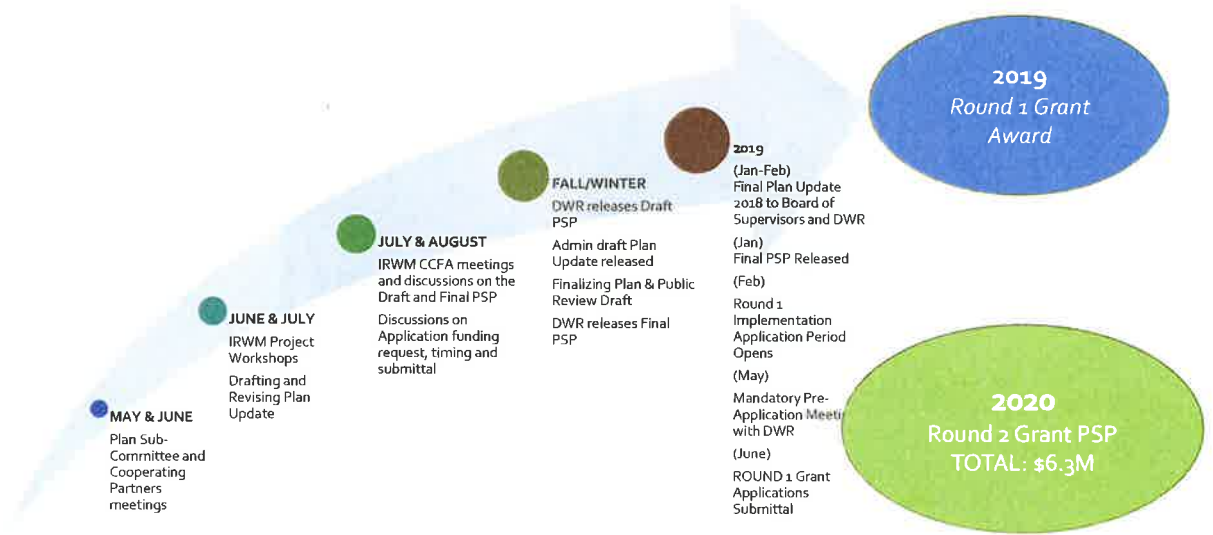 MAY & JUNE
Plan Sub-
Committee and
Cooperating
Partners
meetings
JUNE & JULY
IRWM Project
Workshops
Drafting and
Revising Plan
Update
JULY & AUGUST
IRWM CCFA meetings
and discussions on the
Draft and Final PSP
Discussions on
Application funding
request, timing and
submittal
FALL/WINTER
DWR releases Draft
PSP
Admin draft Plan
Update released
Finalizing Plan & Public
Review Draft
DWR releases Final
PSP
2019
(Jan-Feb)
Final Plan Update
2018 to Board of
Supervisors and DWR
(Jan)
Final PSP Released
(Feb)
Round 1
Implementation
Application Period
Opens
(May)
Mandatory Pre-
Application Meeti
with DWR
(June)
ROUND 1 Grant
Applications
Submittal
2019
Round 1 Grant
Award
2020
Round 2 Grant PSP
TOTAL: $6.3M